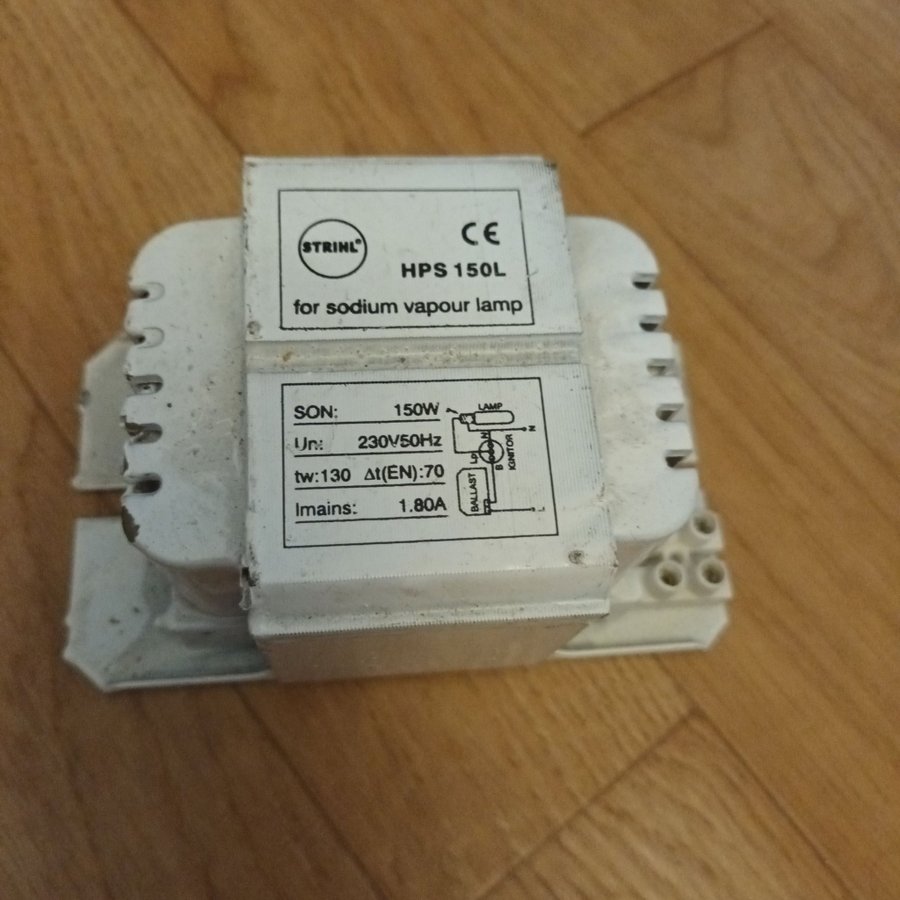 STRIHL®
CE
HPS 150L
for sodium vapour lamp
SON: 150W
Un: 230V50Hz
tw:130 Δt(EN):70
Imains: 1.80A
LAMP
N
Lp
N
B
IGNITOR
BALLAST
L